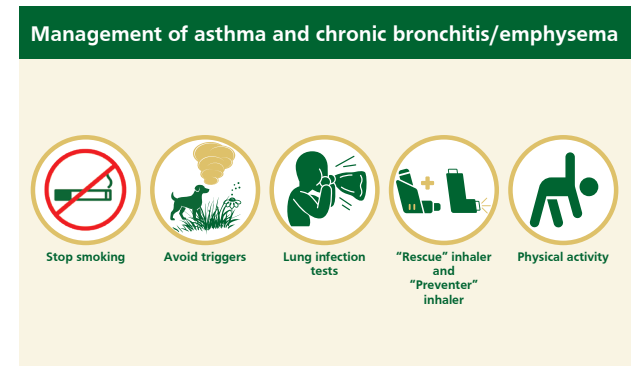 Management of asthma and chronic bronchitis/emphysema
Stop smoking
Avoid triggers
Lung infection
tests
“Rescue” inhaler
and
“Preventer”
inhaler
Physical activity